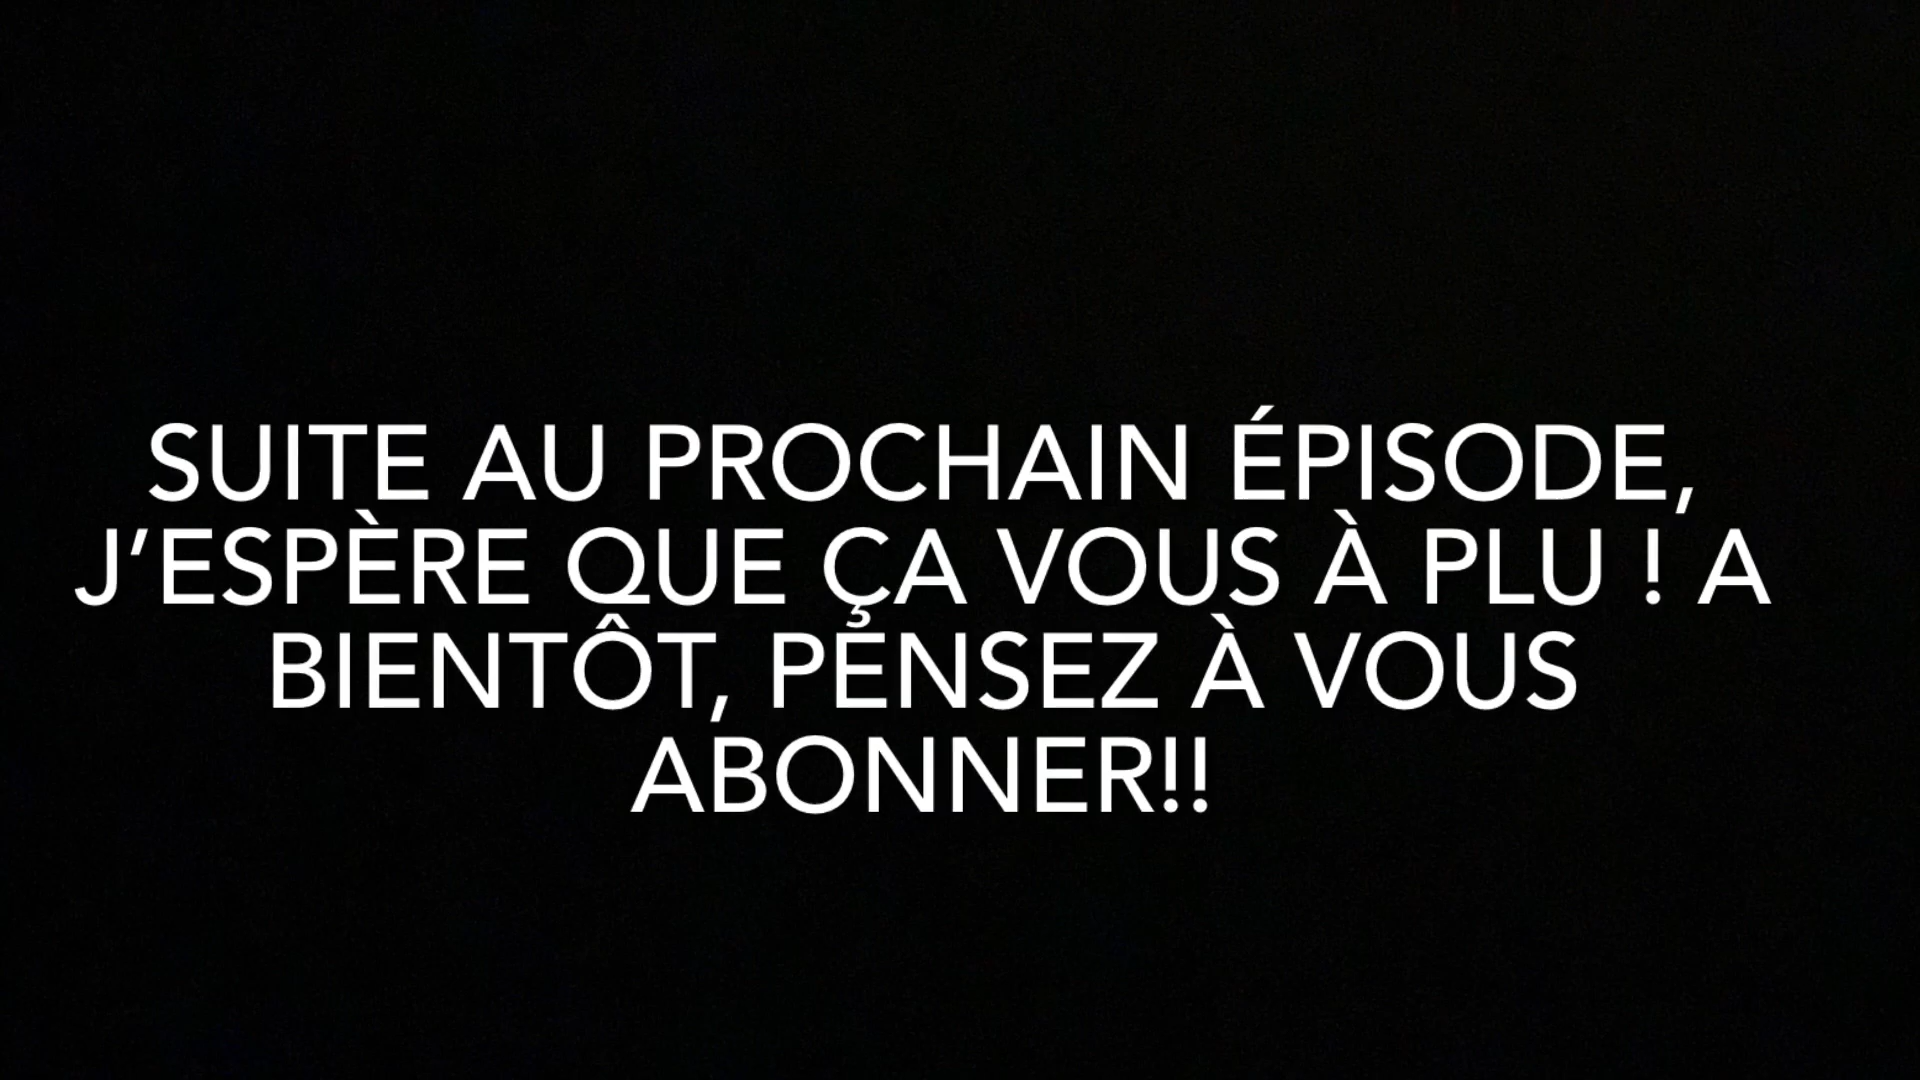 SUITE AU PROCHAIN ÉPISODE,
J’ESPÈRE QUE ÇA VOUS À PLU ! A
BIENTÔT, PENSEZ À VOUS
ABONNER!!